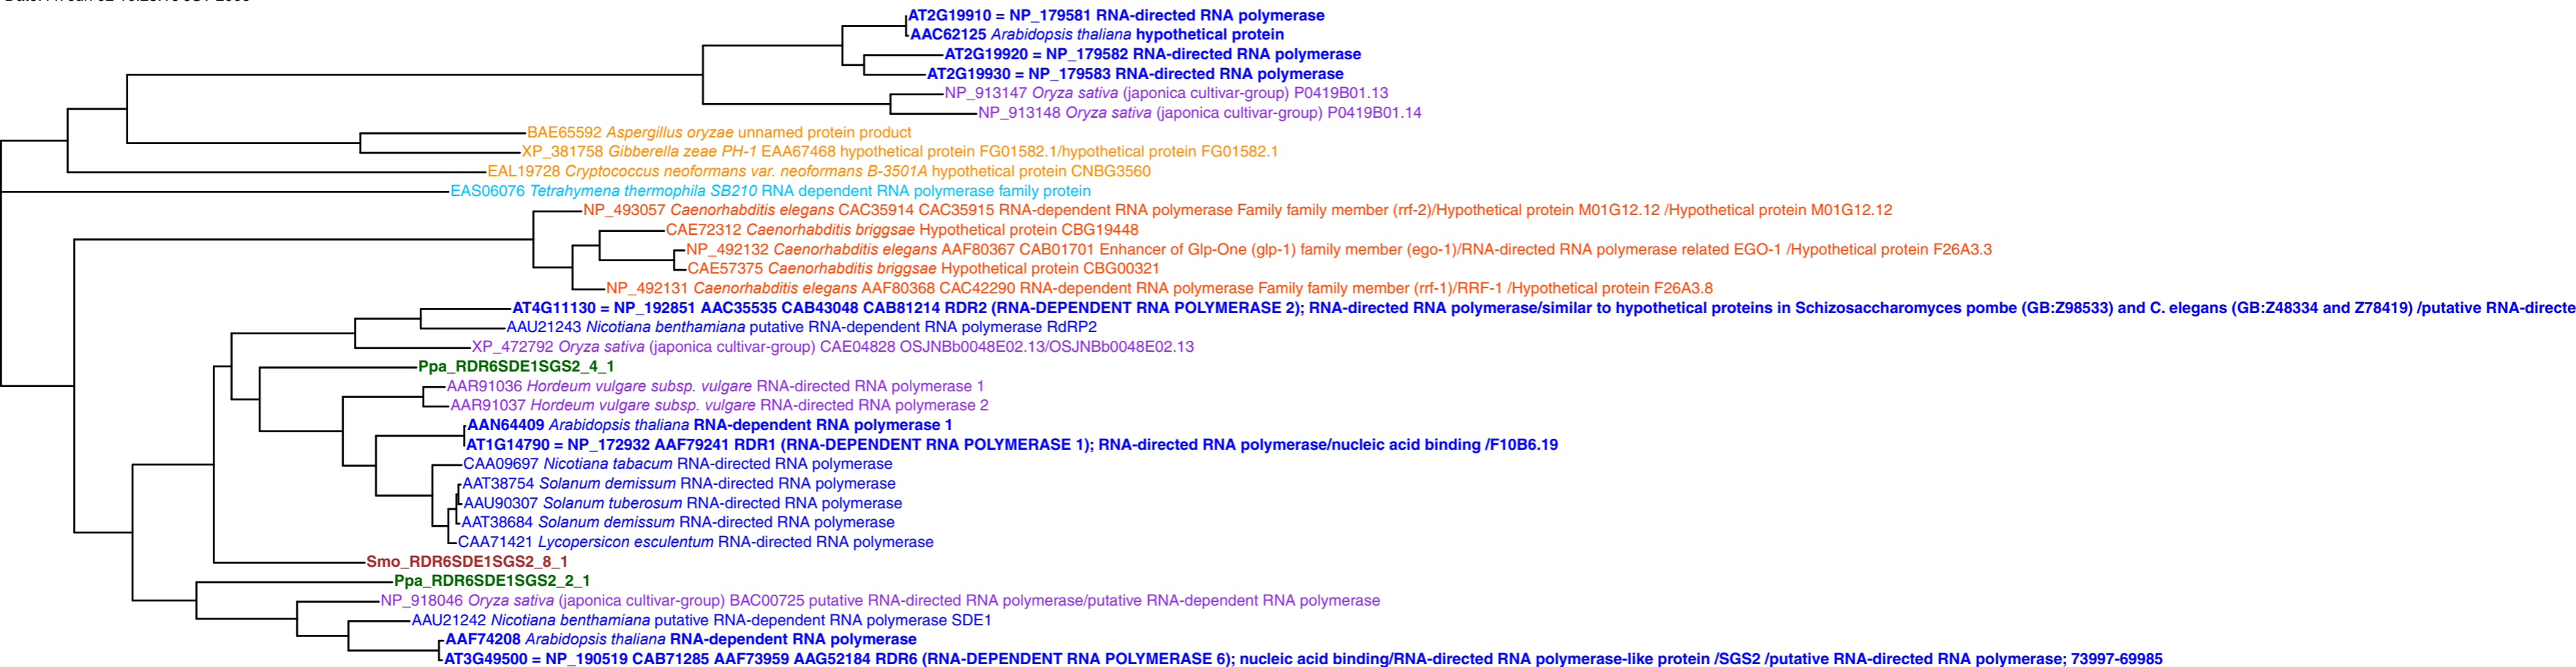 AT2G19910 = NP_179581 RNA-directed RNA polymerase
AAC62125 Arabidopsis thaliana hypothetical protein
AT2G19920 = NP_179582 RNA-directed RNA polymerase
AT2G19930 = NP_179583 RNA-directed RNA polymerase
NP_913147 Oryza sativa (japonica cultivar-group) P0419B01.13
NP_913148 Oryza sativa (japonica cultivar-group) P0419B01.14
BAE65592 Aspergillus oryzae unnamed protein product
XP_381758 Gibberella zeae PH-1 EAA67468 hypothetical protein FG01582.1/hypothetical protein FG01582.1
EAL19728 Cryptococcus neoformans var. neoformans B-3501A hypothetical protein CNBG3560
EAS06076 Tetrahymena thermophila SB210 RNA dependent RNA polymerase family protein
NP_493057 Caenorhabditis elegans CAC35914 CAC35915 RNA-dependent RNA polymerase Family family member (rrf-2)/Hypothetical protein M01G12.12 /Hypothetical protein M01G12.12
CAE72312 Caenorhabditis briggsae Hypothetical protein CBG19448
NP_492132 Caenorhabditis elegans AAF80367 CAB01701 Enhancer of Glp-One (glp-1) family member (ego-1)/RNA-directed RNA polymerase related EGO-1 /Hypothetical protein F26A3.3
CAE57375 Caenorhabditis briggsae Hypothetical protein CBG00321
NP_492131 Caenorhabditis elegans AAF80368 CAC42290 RNA-dependent RNA polymerase Family family member (rrf-1)/RRF-1 /Hypothetical protein F26A3.8
AT4G11130 = NP_192851 AAC35535 CAB43048 CAB81214 RDR2 (RNA-DEPENDENT RNA POLYMERASE 2); RNA-directed RNA polymerase/similar to hypothetical proteins in Schizosaccharomyces pombe (GB:Z98533) and C. elegans (GB:Z48334 and Z78419) /putative RNA-directe
AAU21243 Nicotiana benthamiana putative RNA-dependent RNA polymerase RdRP2
XP_472792 Oryza sativa (japonica cultivar-group) CAE04828 OSJNBb0048E02.13/OSJNBb0048E02.13
Ppa_RDR6SDE1SGS2_4_1
AAR91036 Hordeum vulgare subsp. vulgare RNA-directed RNA polymerase 1
AAR91037 Hordeum vulgare subsp. vulgare RNA-directed RNA polymerase 2
AAN64409 Arabidopsis thaliana RNA-dependent RNA polymerase 1
AT1G14790 = NP_172932 AAF79241 RDR1 (RNA-DEPENDENT RNA POLYMERASE 1); RNA-directed RNA polymerase/nucleic acid binding /F10B6.19
CAA09697 Nicotiana tabacum RNA-directed RNA polymerase
AAT38754 Solanum demissum RNA-directed RNA polymerase
AAU90307 Solanum tuberosum RNA-directed RNA polymerase
AAT38684 Solanum demissum RNA-directed RNA polymerase
CAA71421 Lycopersicon esculentum RNA-directed RNA polymerase
Smo_RDR6SDE1SGS2_8_1
Ppa_RDR6SDE1SGS2_2_1
NP_918046 Oryza sativa (japonica cultivar-group) BAC00725 putative RNA-directed RNA polymerase/putative RNA-dependent RNA polymerase
AAU21242 Nicotiana benthamiana putative RNA-dependent RNA polymerase SDE1
AAF74208 Arabidopsis thaliana RNA-dependent RNA polymerase
AT3G49500 = NP_190519 CAB71285 AAF73959 AAG52184 RDR6 (RNA-DEPENDENT RNA POLYMERASE 6); nucleic acid binding/RNA-directed RNA polymerase-like protein /SGS2 /putative RNA-directed RNA polymerase; 73997-69985